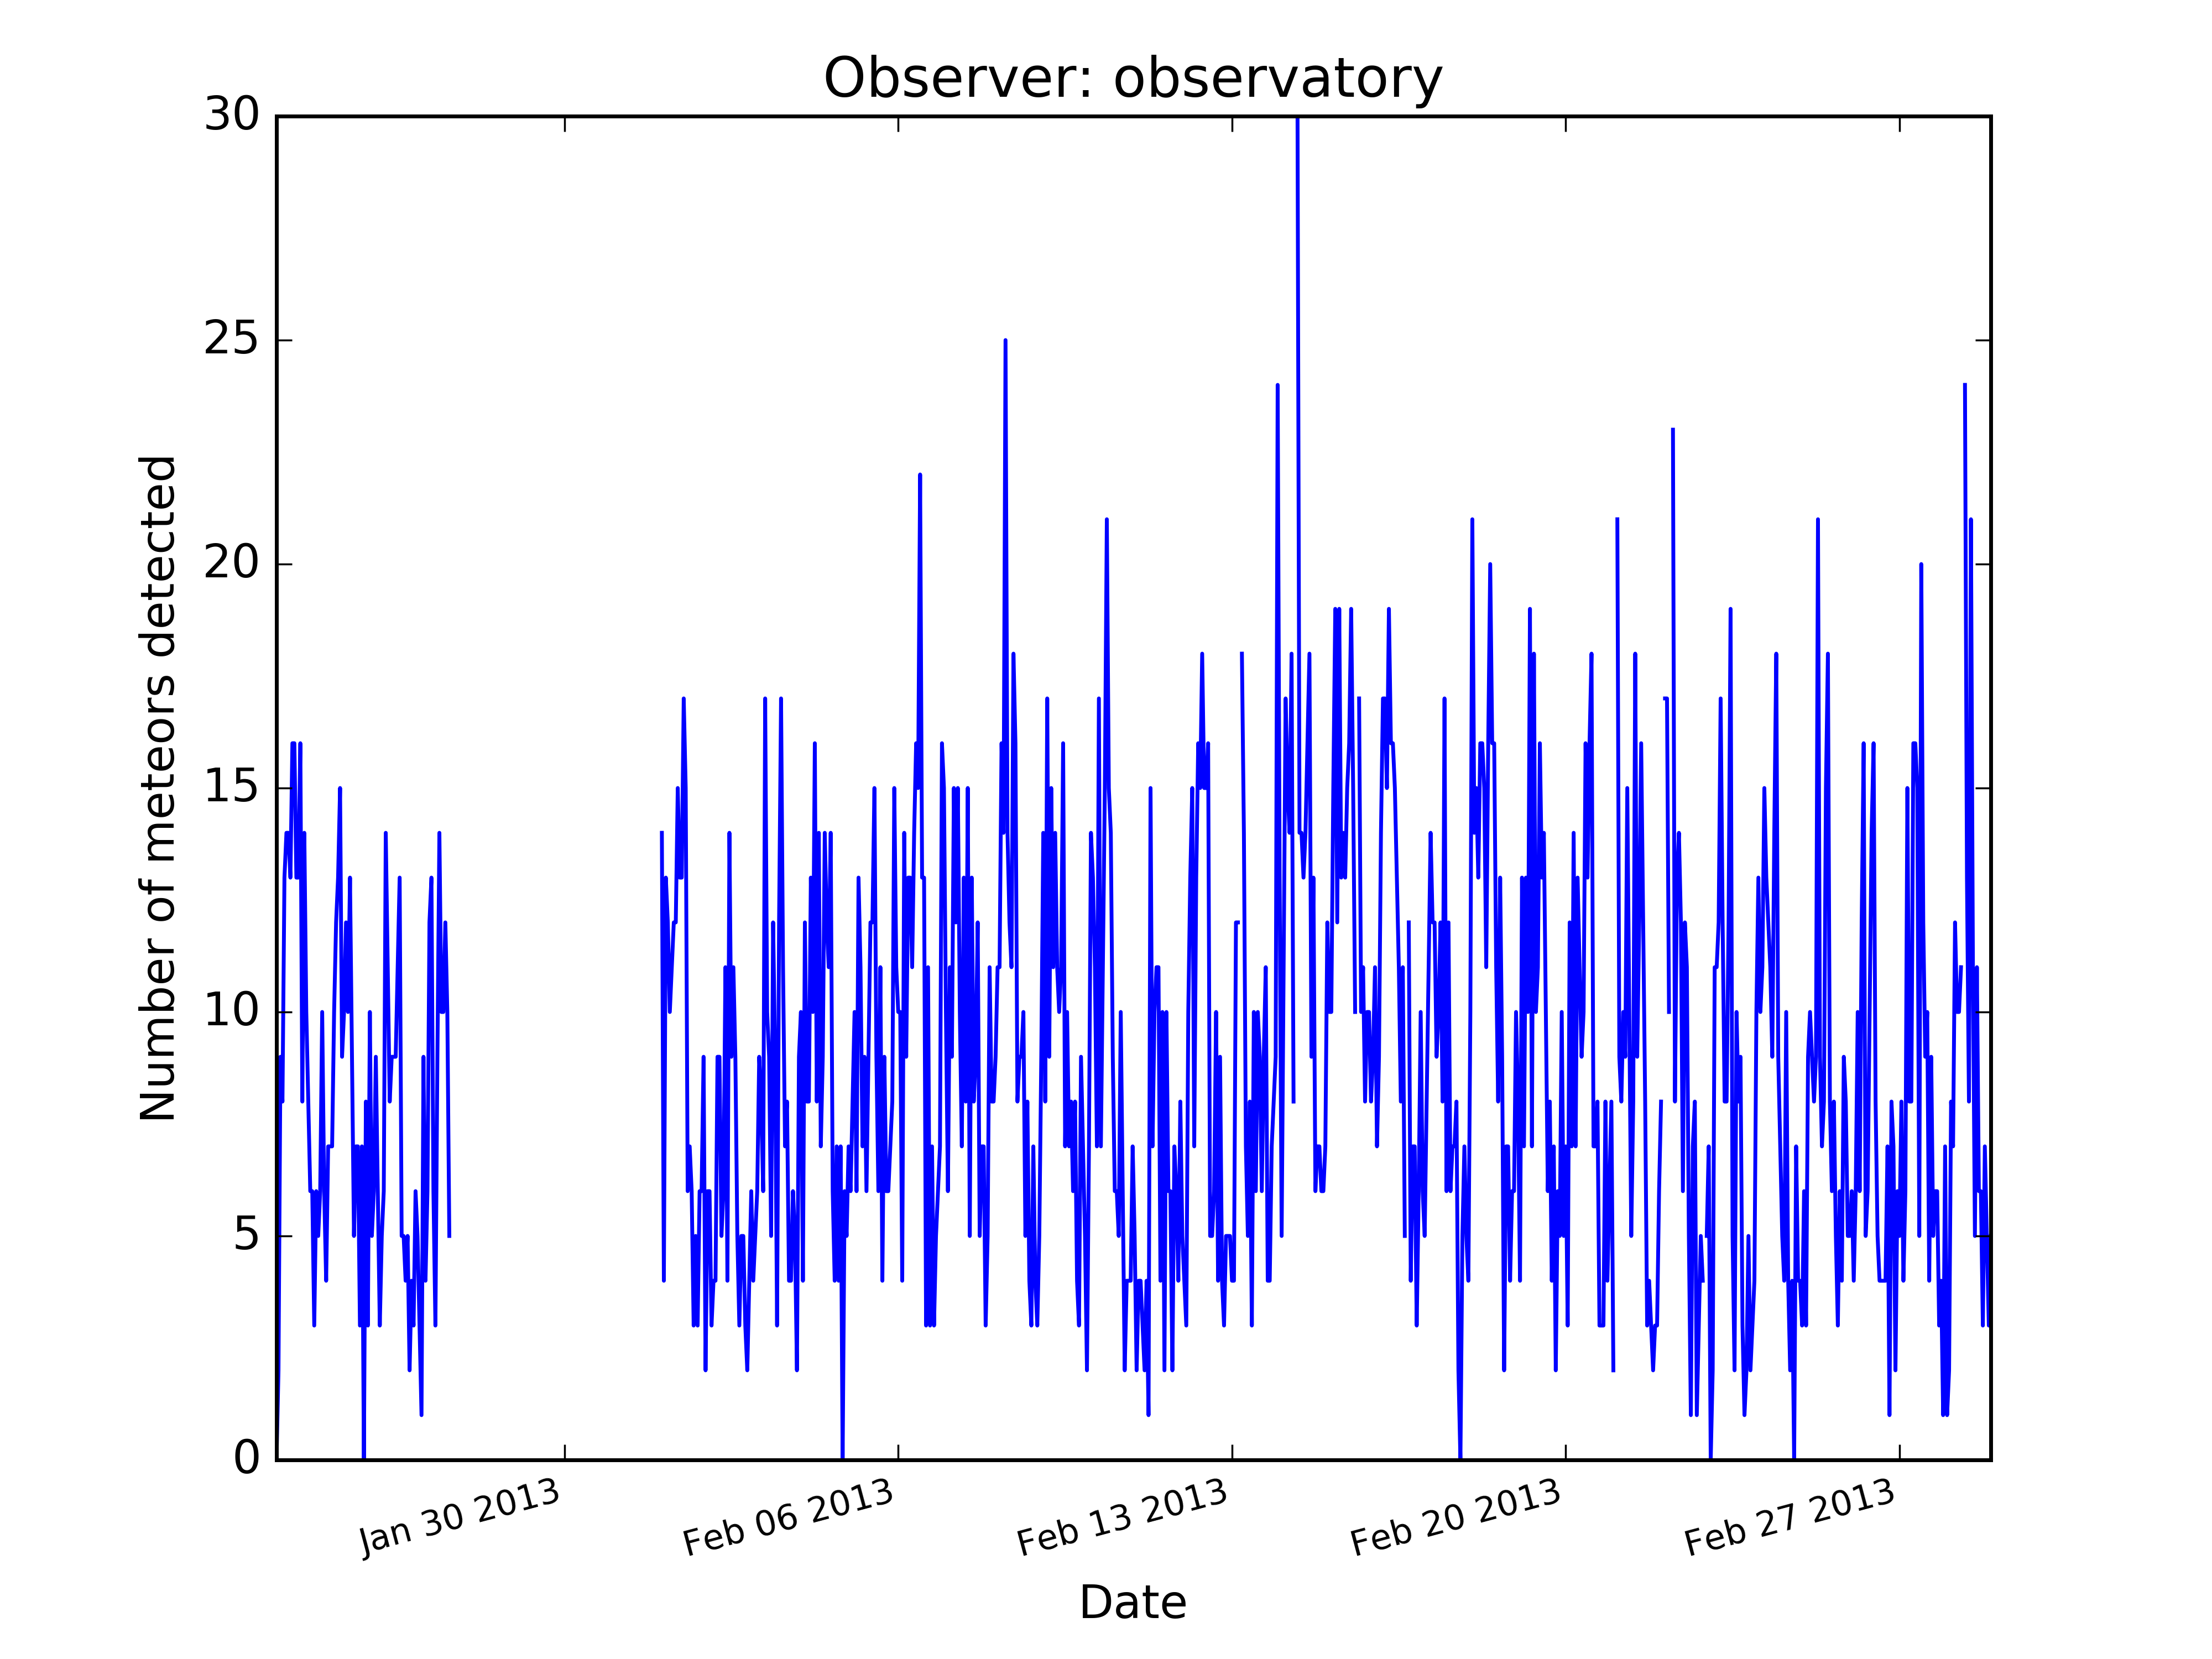 Observer: observatory
30
25
20
15
10
5
0
Number of meteors detected
Jan 30 2013
Feb 06 2013
Feb 13 2013
Feb 20 2013
Feb 27 2013
Date